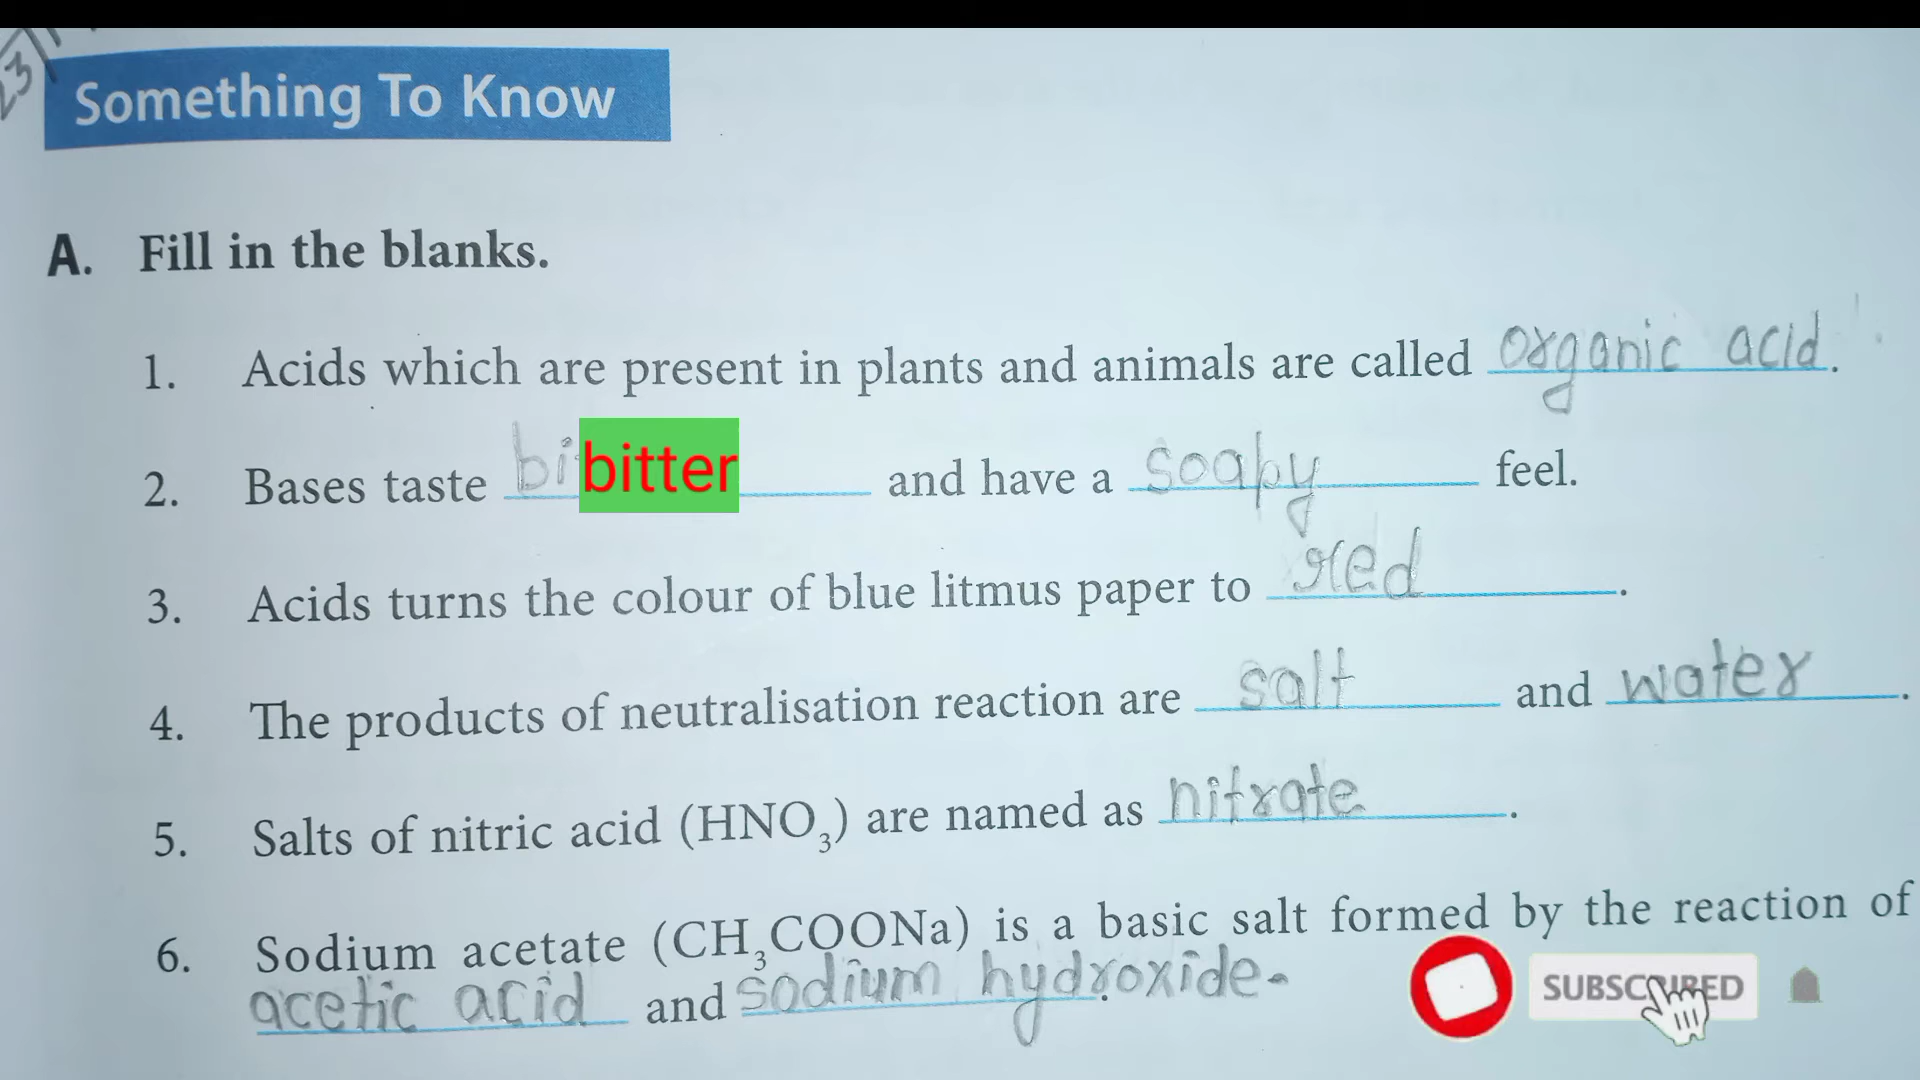 Something To Know
A. Fill in the blanks.
1. Acids which are present in plants and animals are called organic acid.
2. Bases taste bi bitter and have a soapy feel.
3. Acids turns the colour of blue litmus paper to red.
4. The products of neutralisation reaction are salt and water.
5. Salts of nitric acid (HNO₃) are named as nitrate.
6. Sodium acetate (CH₃COONa) is a basic salt formed by the reaction of
acetic acid and sodium hydroxide.
SUBSCRIBED